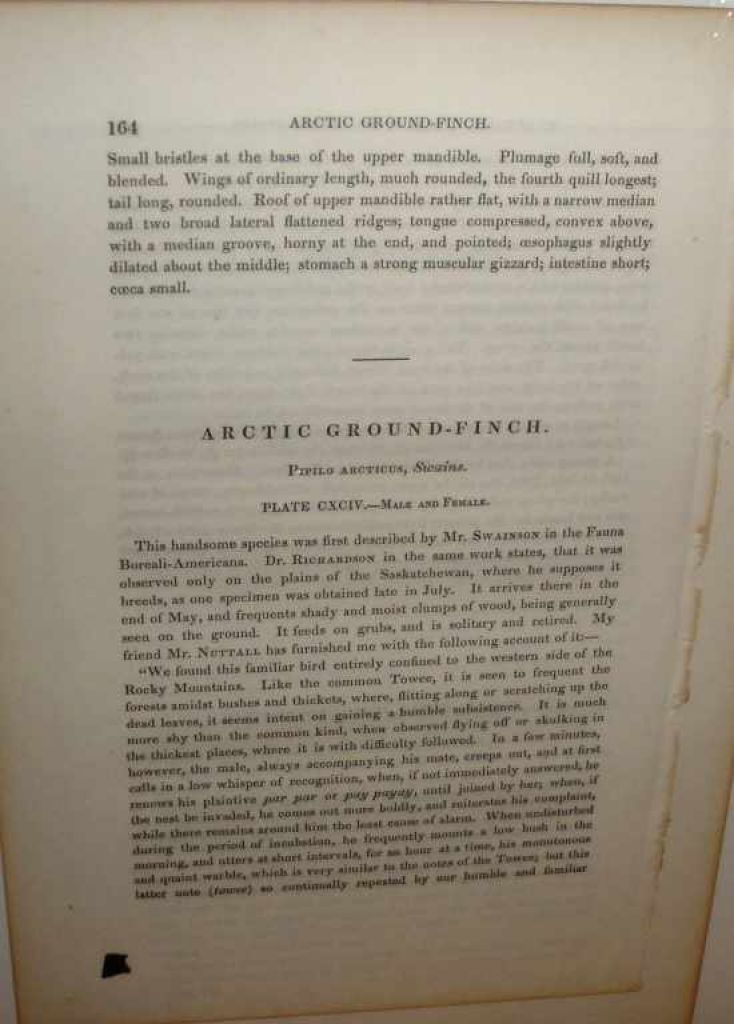 164 ARCTIC GROUND-FINCH.
Small bristles at the base of the upper mandible. Plumage full, soft, and
blended. Wings of ordinary length, much rounded, the fourth quill longest;
tail long, rounded. Roof of upper mandible rather flat, with a narrow median
and two broad lateral flattened ridges; tongue compressed, convex above,
with a median groove, horny at the end, and pointed; œsophagus slightly
dilated about the middle; stomach a strong muscular gizzard; intestine short;
cœca small.
ARCTIC GROUND-FINCH.
PIPILO ARCTICUS, Swains.
PLATE CXCIV.—MALE AND FEMALE.
This handsome species was first described by Mr. SWAINSON in the Fauna
Boreali-Americana. Dr. RICHARDSON in the same work states, that it was
observed only on the plains of the Saskatchewan, where he supposes it
breeds, as one specimen was obtained late in July. It arrives there in the
end of May, and frequents shady and moist clumps of wood, being generally
seen on the ground. It feeds on grubs, and is solitary and retired. My
friend Mr. NUTTALL has furnished me with the following account of it:—
"We found this familiar bird entirely confined to the western side of the
Rocky Mountains. Like the common Towee, it is seen to frequent the
forests amidst bushes and thickets, where, flitting along or scratching up the
dead leaves, it seems intent on gaining a humble subsistence. It is much
more shy than the common kind, when observed flying off or skulking in
the thickest places, where it is with difficulty followed. In a few minutes,
however, the male, always accompanying his mate, creeps out, and at first
calls in a low whisper of recognition, when, if not immediately answered, he
renews his plaintive pay pay or pay payay, until joined by her; when, if
the nest be invaded, he comes out more boldly, and reiterates his complaint,
while there remains around him the least cause of alarm. When undisturbed
during the period of incubation, he frequently mounts a low bush in the
morning, and utters at short intervals, for an hour at a time, his monotonous
and quaint warble, which is very similar to the notes of the Towee; but this
latter note (towee) so continually repeated by our humble and familiar